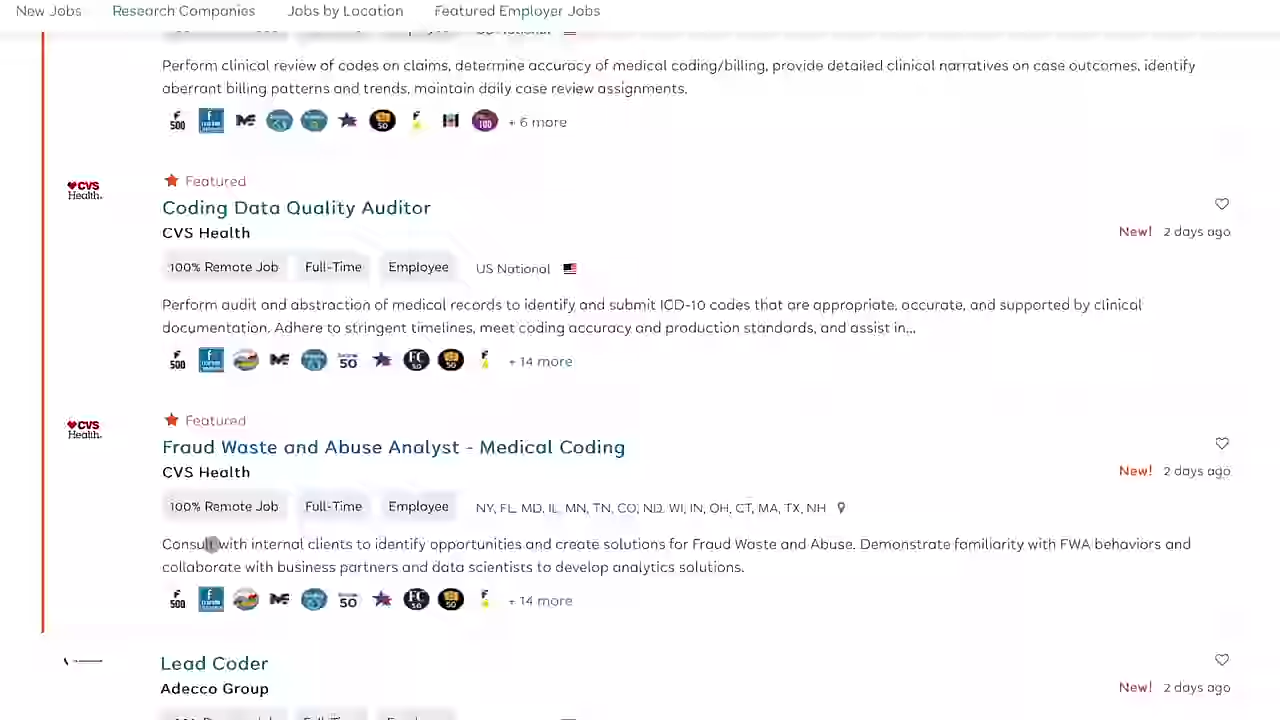 New Jobs Research Companies Jobs by Location Featured Employer Jobs
Perform clinical review of codes on claims, determine accuracy of medical coding/billing, provide detailed clinical narratives on case outcomes, identify
aberrant billing patterns and trends, maintain daily case review assignments.
+ 6 more
Featured
CVS
Health.
Coding Data Quality Auditor
CVS Health
New! 2 days ago
100% Remote Job Full-Time Employee US National
Perform audit and abstraction of medical records to identify and submit ICD-10 codes that are appropriate, accurate, and supported by clinical
documentation. Adhere to stringent timelines, meet coding accuracy and production standards, and assist in...
+ 14 more
Featured
CVS
Health.
Fraud Waste and Abuse Analyst - Medical Coding
CVS Health
New! 2 days ago
100% Remote Job Full-Time Employee NY, FL, MD, IL, MN, TN, CO, ND, WI, IN, OH, CT, MA, TX, NH
Consult with internal clients to identify opportunities and create solutions for Fraud Waste and Abuse. Demonstrate familiarity with FWA behaviors and
collaborate with business partners and data scientists to develop analytics solutions.
+ 14 more
Lead Coder
Adecco Group
New! 2 days ago